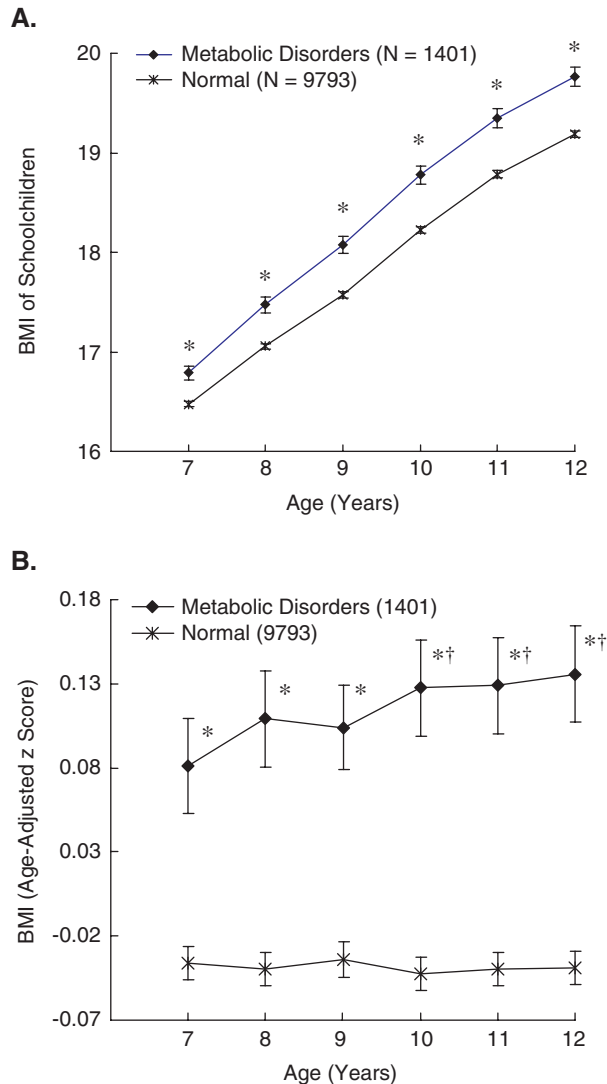 A.
20
19
18
17
16
BMI of Schoolchildren
Metabolic Disorders (N = 1401)
Normal (N = 9793)
*
*
*
*
*
*
7 8 9 10 11 12
Age (Years)
B.
0.18
0.13
0.08
0.03
-0.02
-0.07
BMI (Age-Adjusted z Score)
Metabolic Disorders (1401)
Normal (9793)
*
*
*
*†
*†
*†
7 8 9 10 11 12
Age (Years)